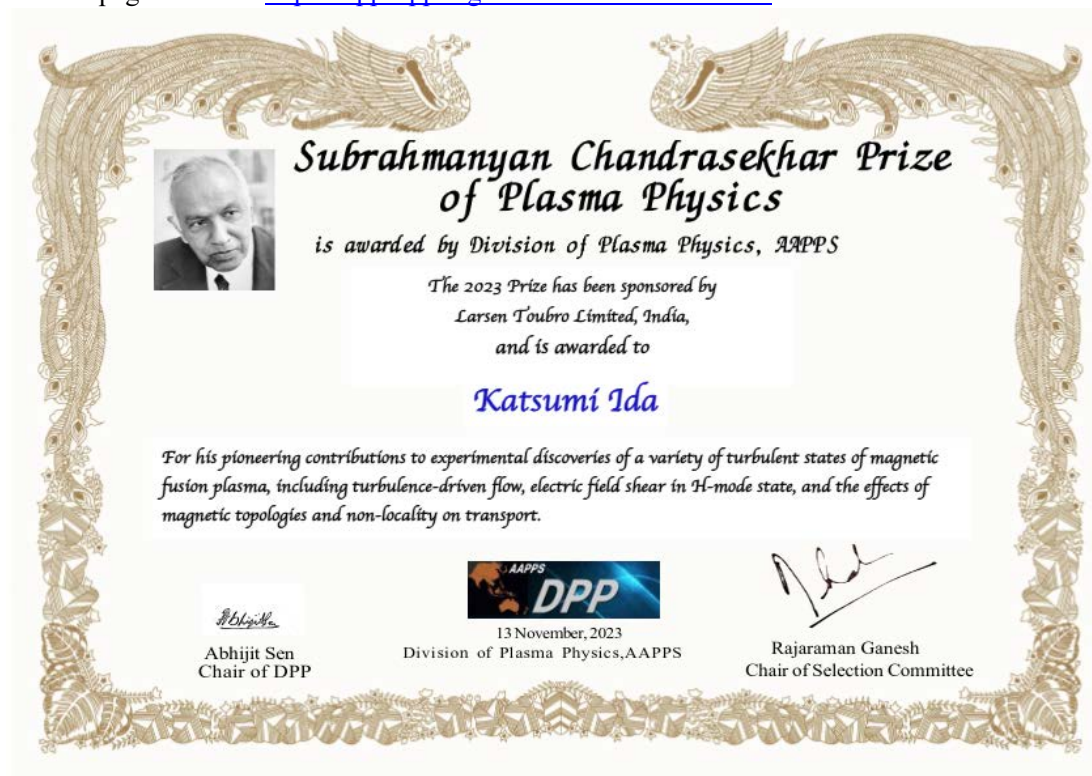 Subrahmanyan Chandrasekhar Prize
of Plasma Physics
is awarded by Division of Plasma Physics, AAPPS
The 2023 Prize has been sponsored by
Larsen Toubro Limited, India,
and is awarded to
Katsumi Ida
For his pioneering contributions to experimental discoveries of a variety of turbulent states of magnetic
fusion plasma, including turbulence-driven flow, electric field shear in H-mode state, and the effects of
magnetic topologies and non-locality on transport.
AAPPS
DPP
13 November, 2023
Division of Plasma Physics,AAPPS
Abhijit Sen
Chair of DPP
Rajaraman Ganesh
Chair of Selection Committee